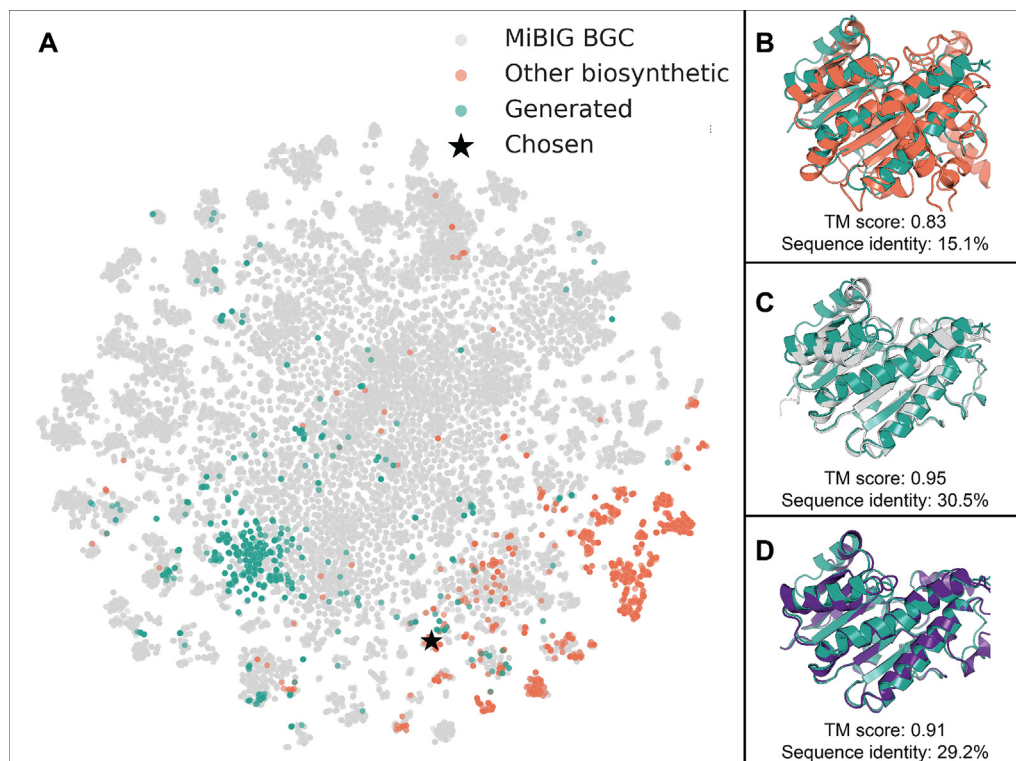 A
MiBIG BGC
Other biosynthetic
Generated
Chosen
B
TM score: 0.83
Sequence identity: 15.1%
C
TM score: 0.95
Sequence identity: 30.5%
D
TM score: 0.91
Sequence identity: 29.2%